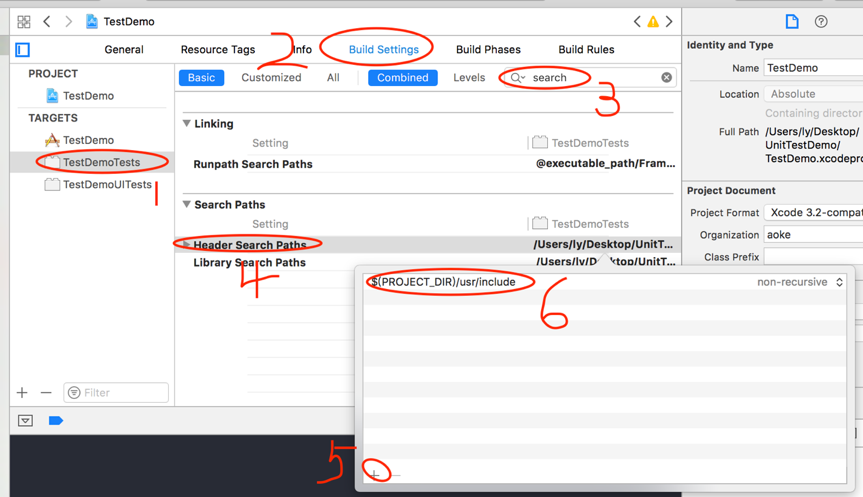 TestDemo
General Resource Tags Info Build Settings Build Phases Build Rules
Identity and Type
PROJECT
Basic Customized All Combined Levels search
Name TestDemo
TestDemo
Location Absolute
TARGETS
Containing director
TestDemo
Linking
Full Path /Users/ly/Desktop/
UnitTestDemo/
TestDemo.xcodepro
Setting TestDemoTests
TestDemoTests
Runpath Search Paths @executable_path/Fram...
TestDemoUITests
Project Document
Search Paths
Project Format Xcode 3.2-compat
Setting TestDemoTests
Organization aoke
Header Search Paths /Users/ly/Desktop/UnitT...
Class Prefix
Library Search Paths /Users/ly/Desktop/UnitT...
$(PROJECT_DIR)/usr/include non-recursive
Filter
1
2
3
4
5
6